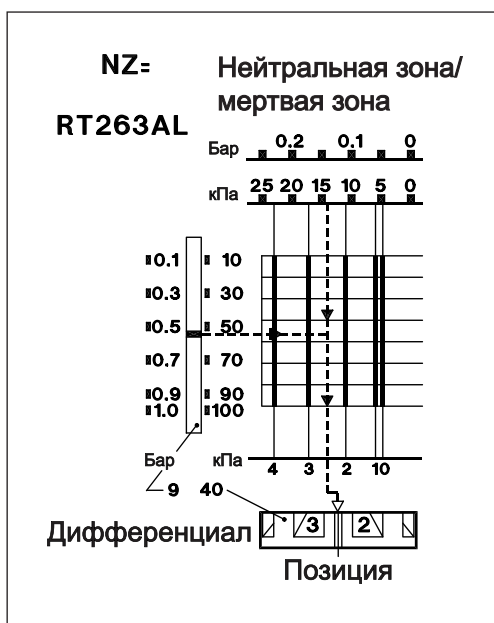 NZ=
Нейтральная зона/
мертвая зона
RT263AL
Бар 0.2 0.1 0
кПа 25 20 15 10 5 0
0.1 10
0.3 30
0.5 50
0.7 70
0.9 90
1.0 100
Бар кПа 4 3 2 10
9 40
Дифференциал 3 2
Позиция